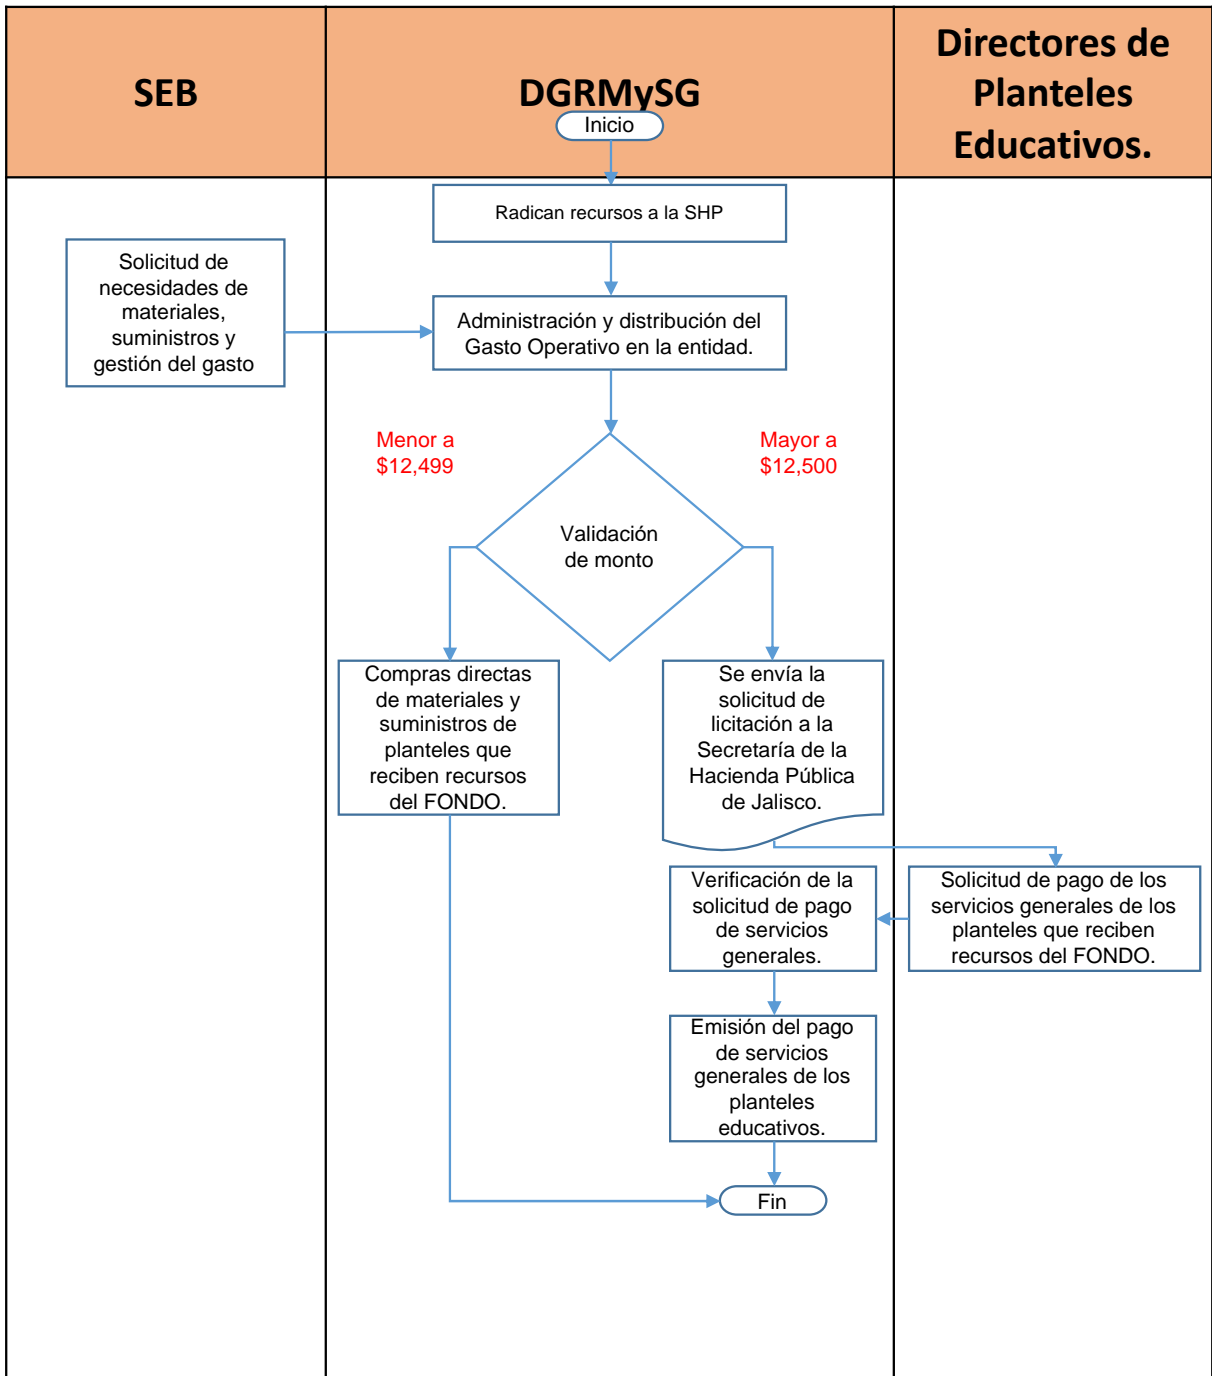 SEB
DGRMySG
Directores de
Planteles
Educativos.
Inicio
Radican recursos a la SHP
Solicitud de
necesidades de
materiales,
suministros y
gestión del gasto
Administración y distribución del
Gasto Operativo en la entidad.
Menor a
$12,499
Mayor a
$12,500
Validación
de monto
Compras directas
de materiales y
suministros de
planteles que
reciben recursos
del FONDO.
Se envía la
solicitud de
licitación a la
Secretaría de la
Hacienda Pública
de Jalisco.
Solicitud de pago de los
servicios generales de los
planteles que reciben
recursos del FONDO.
Verificación de la
solicitud de pago
de servicios
generales.
Emisión del pago
de servicios
generales de los
planteles
educativos.
Fin